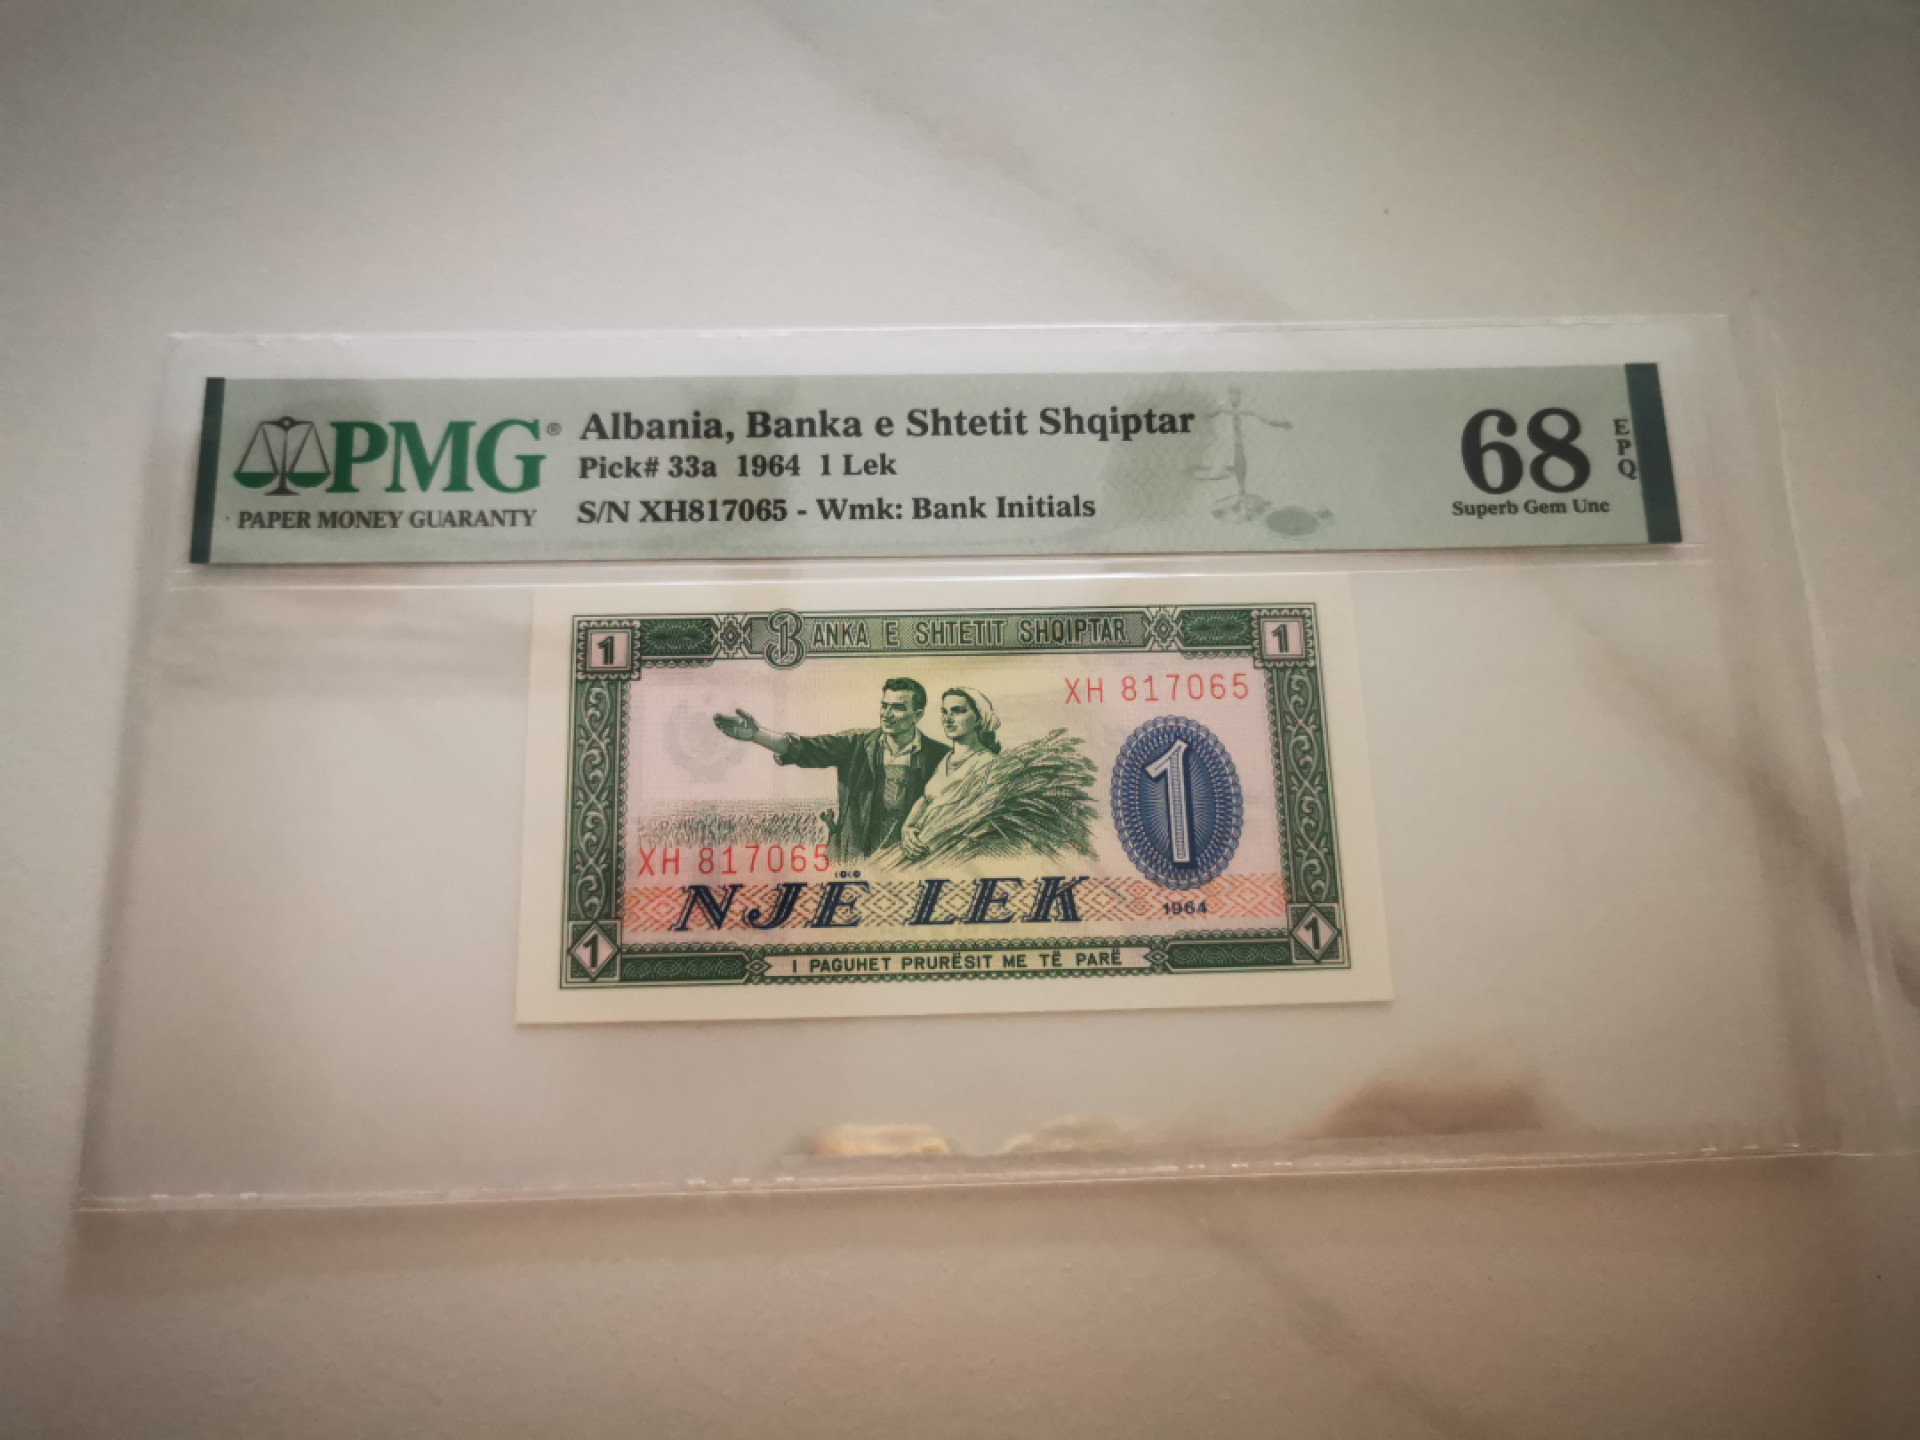 PMG®
PAPER MONEY GUARANTY
Albania, Banka e Shtetit Shqiptar
Pick# 33a 1964 1 Lek
S/N XH817065 - Wmk: Bank Initials
68
EPQ
Superb Gem Unc
1
BANKA E SHTETIT SHQIPTAR
1
XH 817065
1
XH 817065
NJE LEK
1964
1
I PAGUHET PRURËSIT ME TË PARË
1